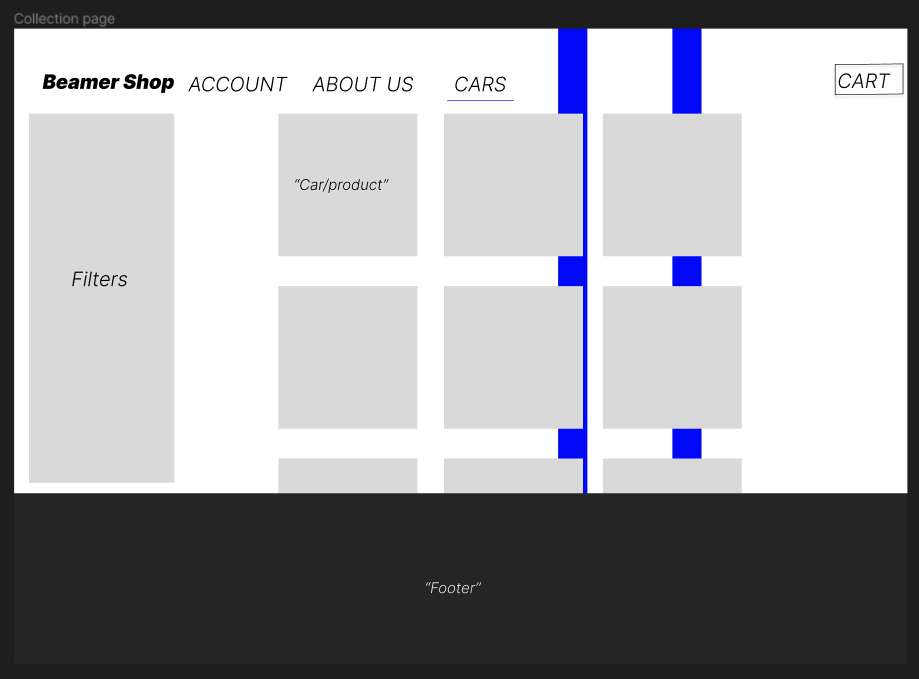 Collection page
Beamer Shop ACCOUNT ABOUT US CARS CART
“Car/product”
Filters
“Footer”